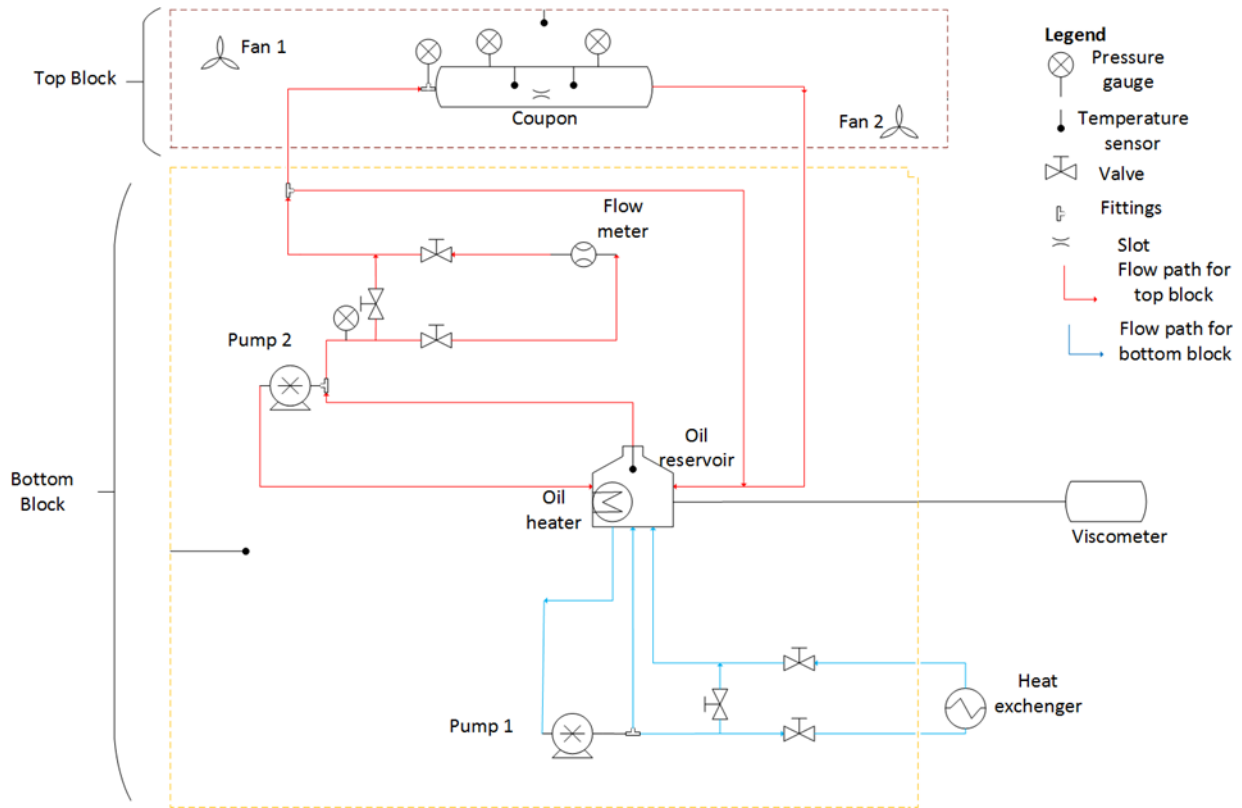 Top Block
Fan 1
Coupon
Fan 2
Legend
Pressure
gauge
Temperature
sensor
Valve
Fittings
Slot
Flow path for
top block
Flow path for
bottom block
Flow
meter
Pump 2
Bottom
Block
Oil
reservoir
Oil
heater
Viscometer
Pump 1
Heat
exchenger